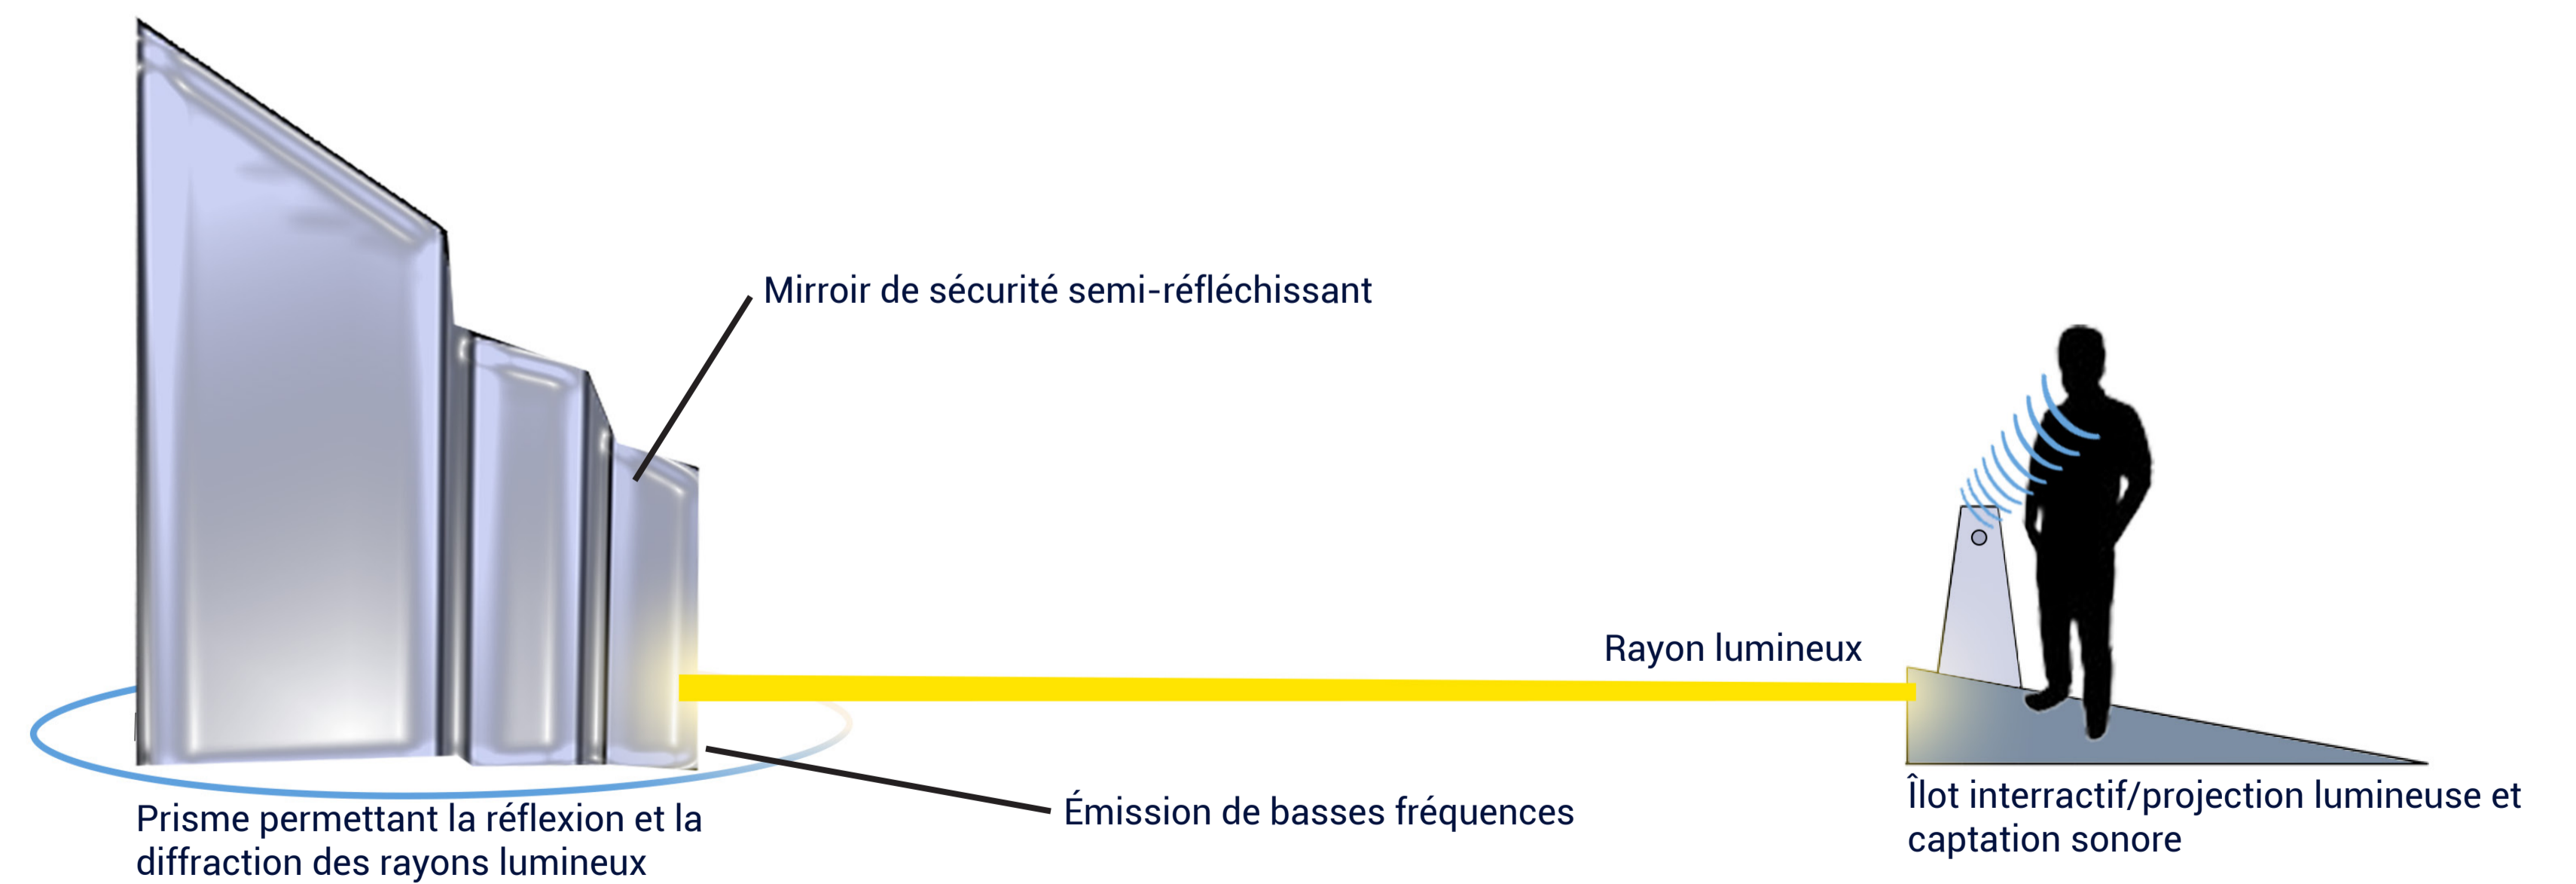 Mirroir de sécurité semi-réfléchissant
Rayon lumineux
Émission de basses fréquences
Prisme permettant la réflexion et la
diffraction des rayons lumineux
Îlot interractif/projection lumineuse et
captation sonore